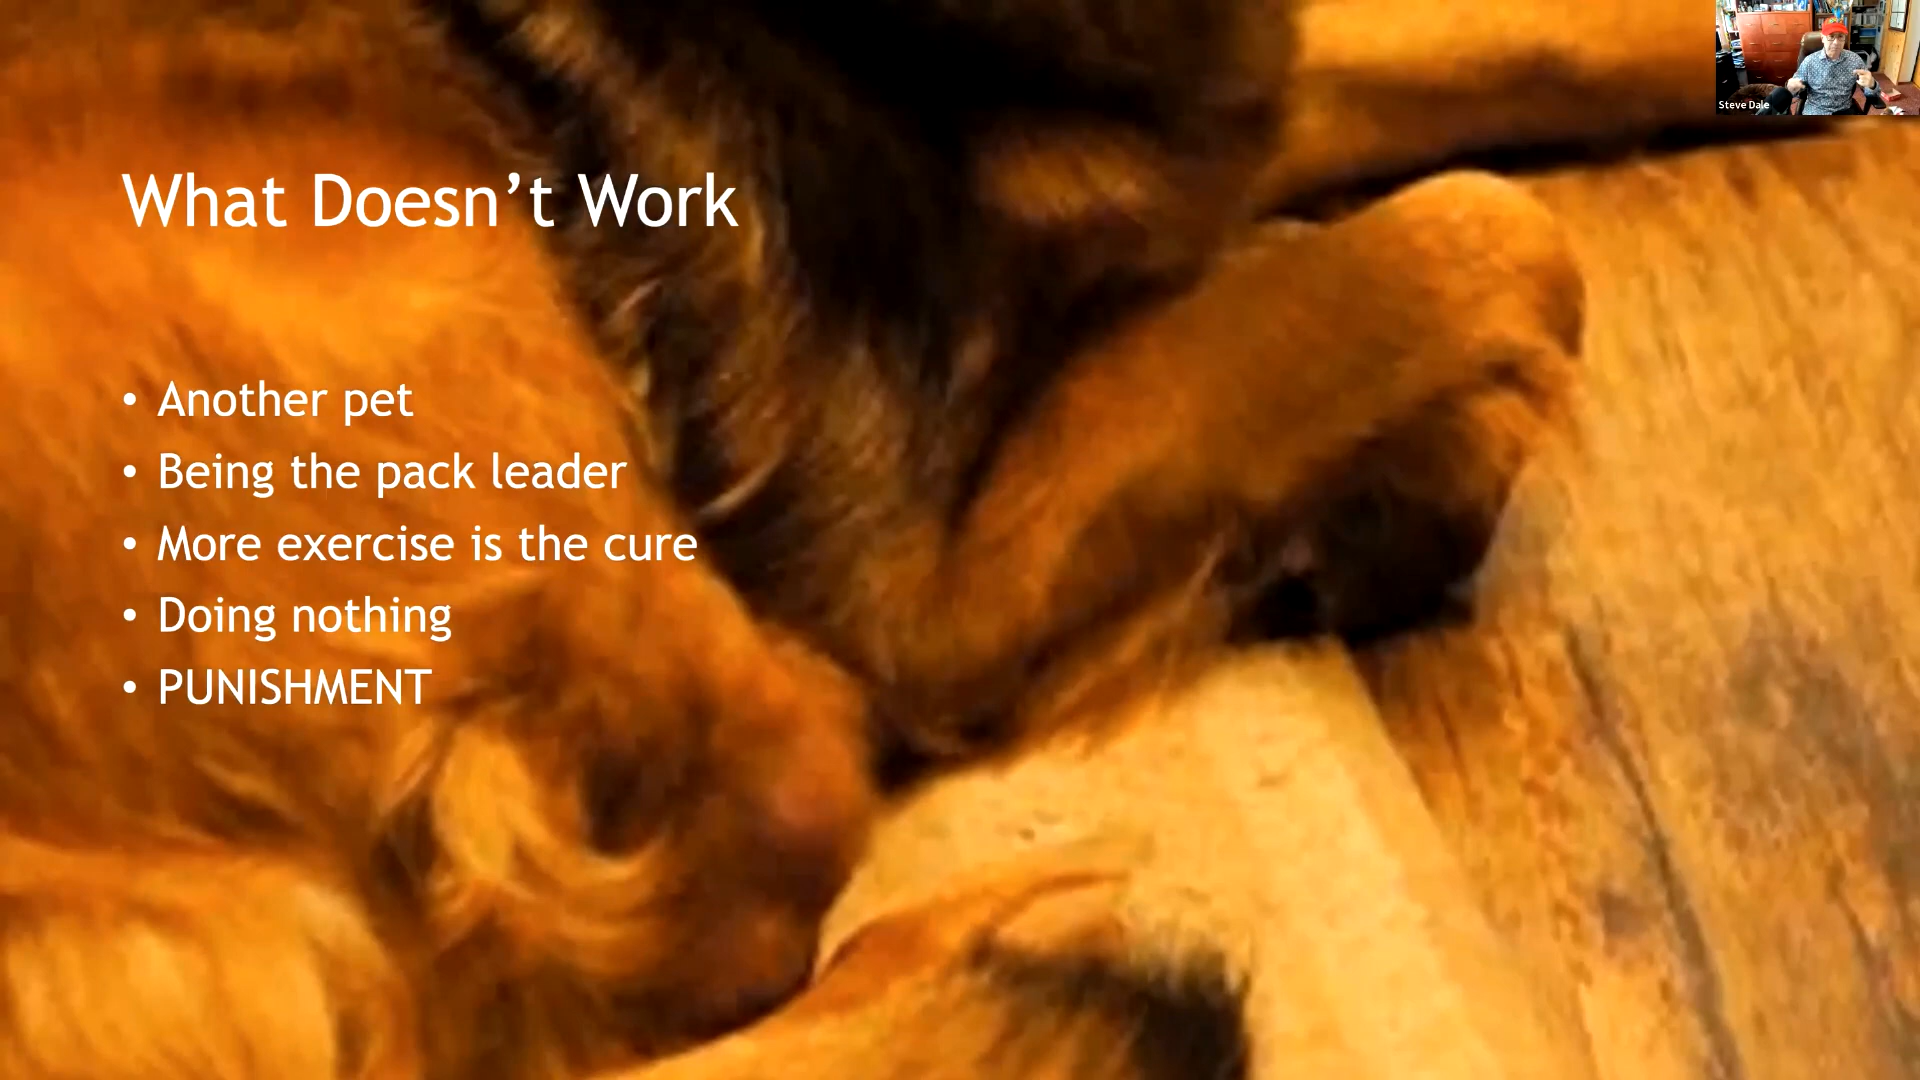 Steve Dale
What Doesn’t Work
• Another pet
• Being the pack leader
• More exercise is the cure
• Doing nothing
• PUNISHMENT